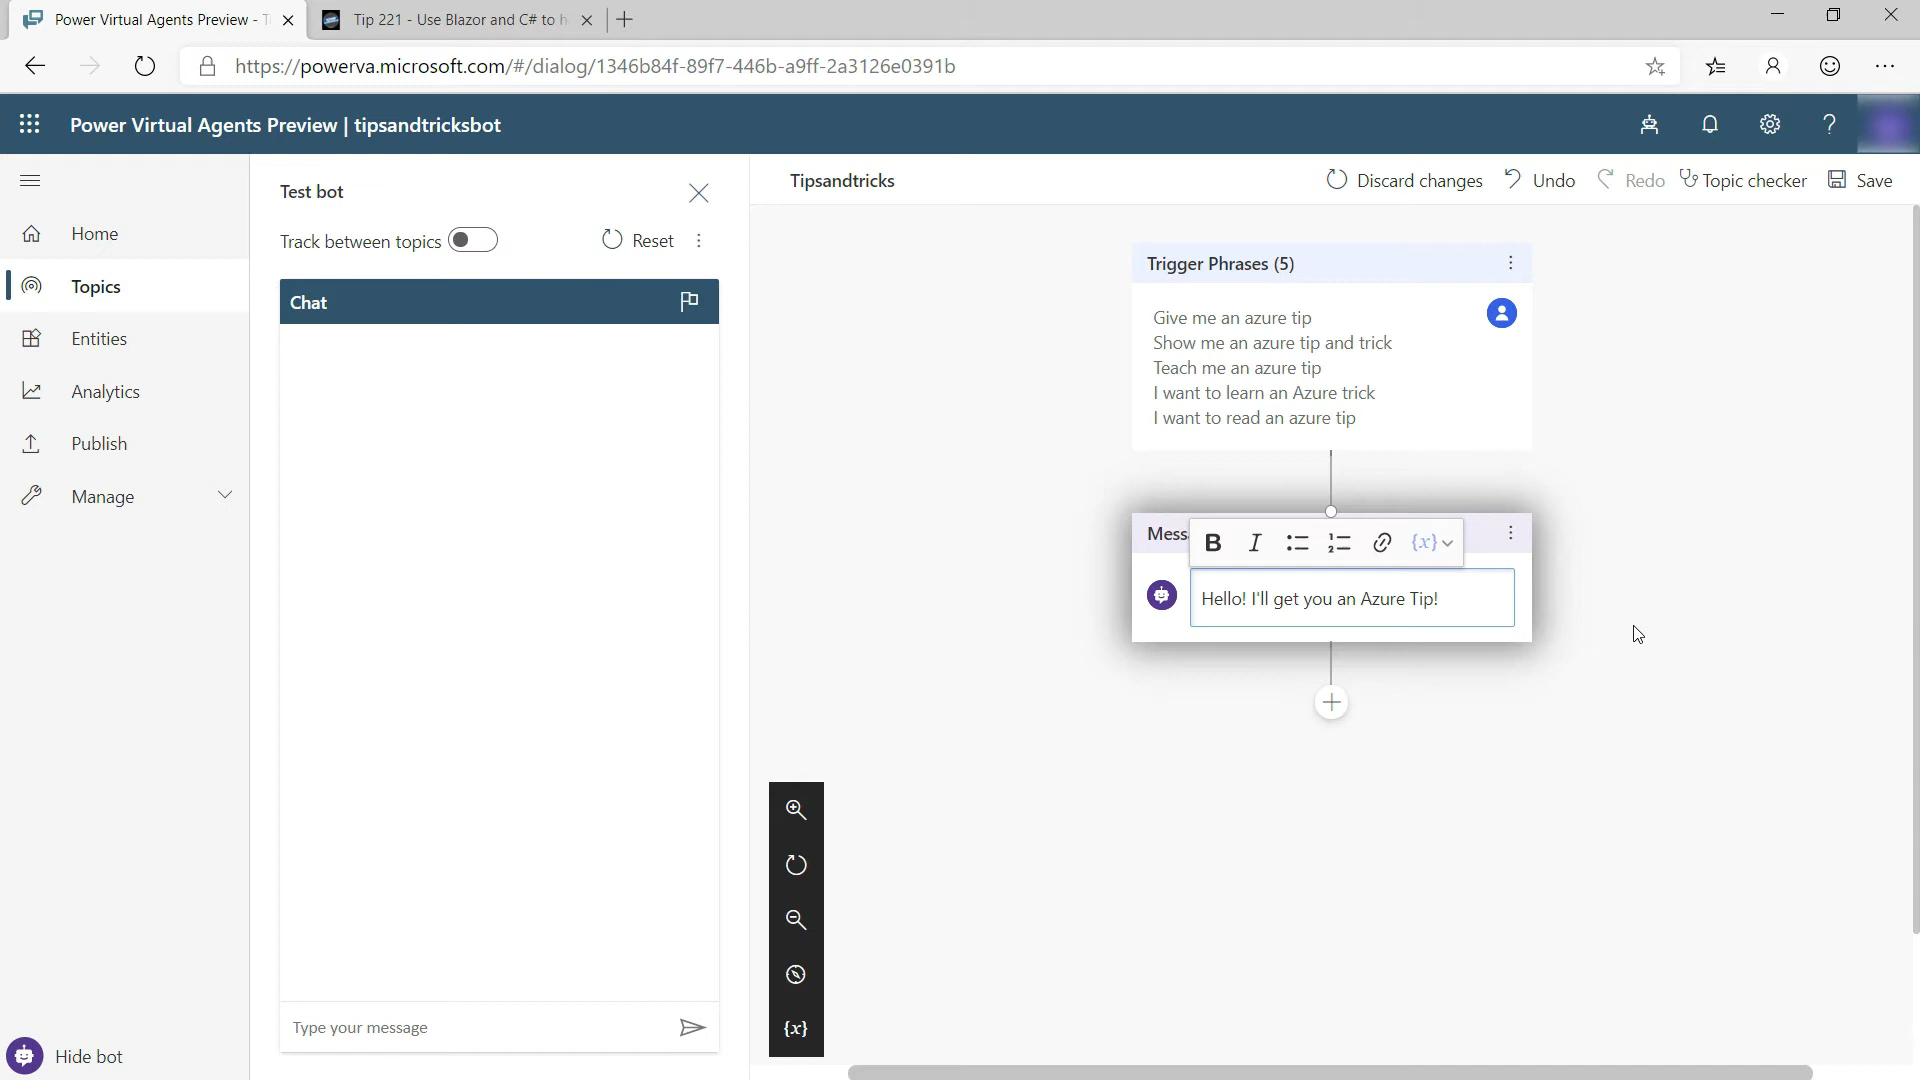 Power Virtual Agents Preview - T
Tip 221 - Use Blazor and C# to h
https://powerva.microsoft.com/#/dialog/1346b84f-89f7-446b-a9ff-2a3126e0391b
Power Virtual Agents Preview | tipsandtricksbot
?
Home
Topics
Entities
Analytics
Publish
Manage
Hide bot
Test bot
Track between topics
Reset
Chat
Type your message
Tipsandtricks
Discard changes
Undo
Redo
Topic checker
Save
Trigger Phrases (5)
Give me an azure tip
Show me an azure tip and trick
Teach me an azure tip
I want to learn an Azure trick
I want to read an azure tip
Mess
B I {x}
Hello! I'll get you an Azure Tip!
{x}